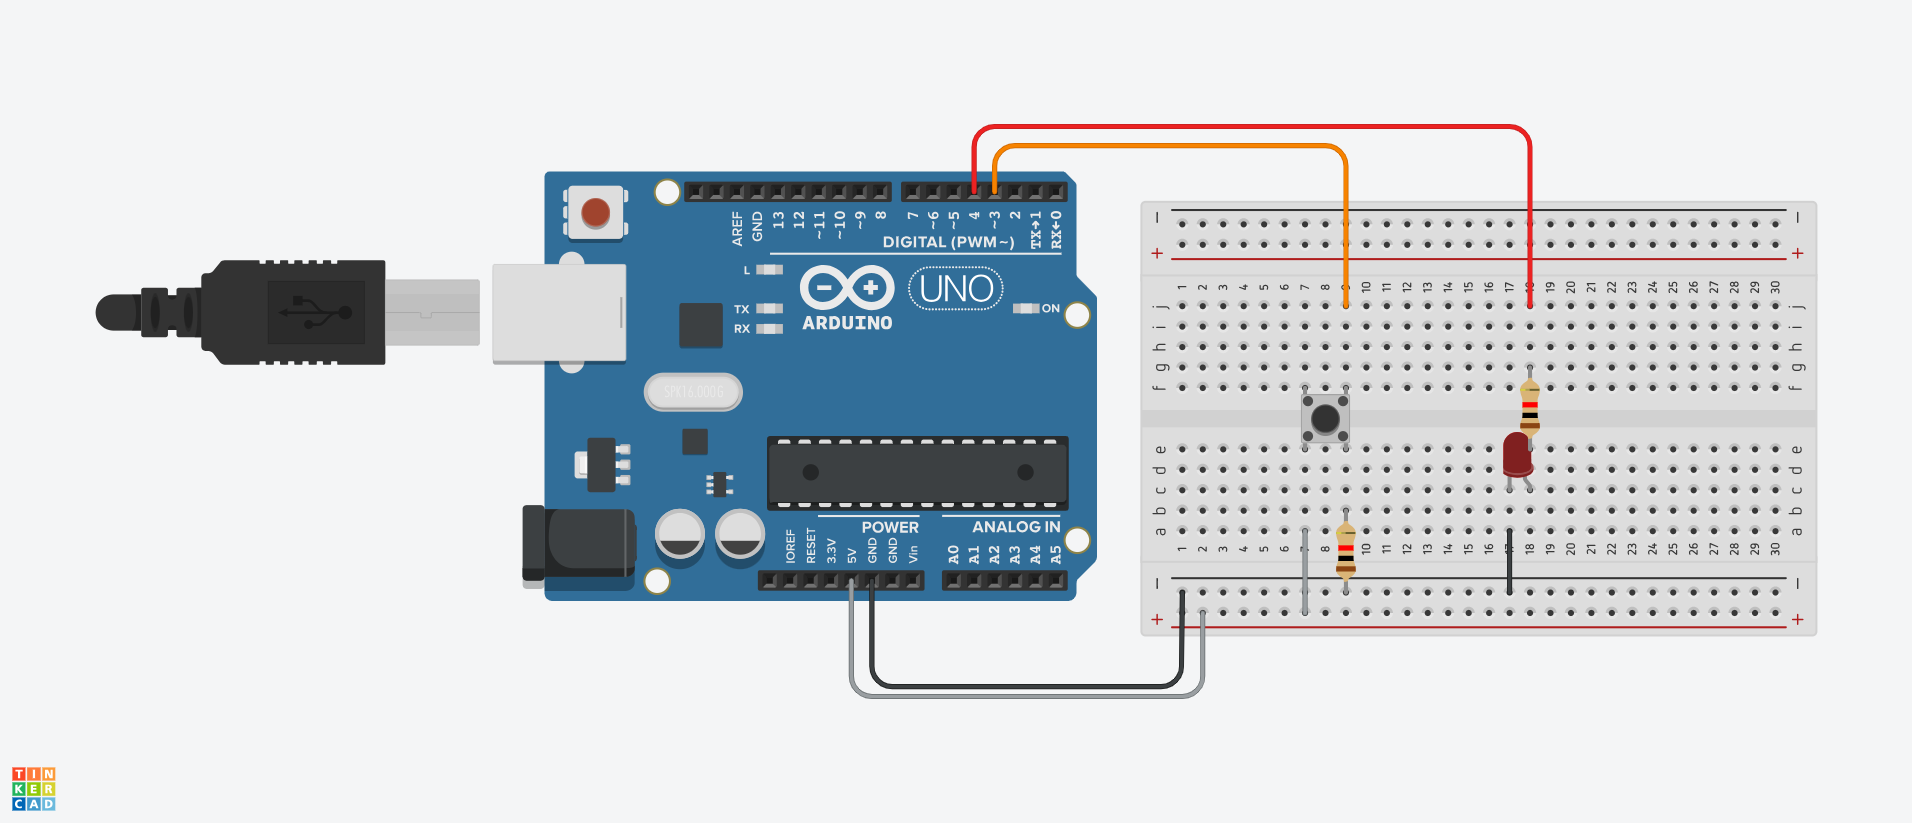 AREF
GND
13
12
~11
~10
~9
8
7
~6
~5
4
~3
2
TX→1
RX←0
DIGITAL (PWM~)
L
TX
RX
ARDUINO
UNO
ON
SPK16.000G
POWER
ANALOG IN
IOREF
RESET
3.3V
5V
GND
GND
Vin
A0
A1
A2
A3
A4
A5
− −
+ +
1 2 3 4 5 6 7 8 9 10 11 12 13 14 15 16 17 18 19 20 21 22 23 24 25 26 27 28 29 30
j j
i i
h h
g g
f f
e e
d d
c c
b b
a a
1 2 3 4 5 6 7 8 9 10 11 12 13 14 15 16 17 18 19 20 21 22 23 24 25 26 27 28 29 30
− −
+ +
TIN
KER
CAD